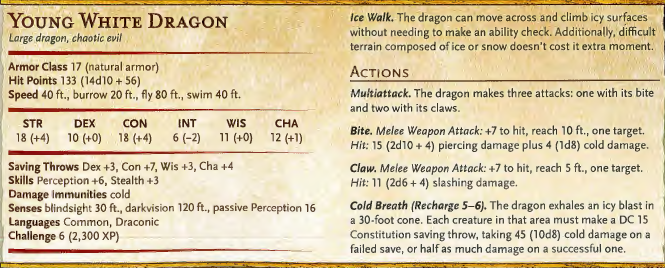 YOUNG WHITE DRAGON
Large dragon, chaotic evil
Armor Class 17 (natural armor)
Hit Points 133 (14d10 + 56)
Speed 40 ft., burrow 20 ft., fly 80 ft., swim 40 ft.
STR DEX CON INT WIS CHA
18 (+4) 10 (+0) 18 (+4) 6 (−2) 11 (+0) 12 (+1)
Saving Throws Dex +3, Con +7, Wis +3, Cha +4
Skills Perception +6, Stealth +3
Damage Immunities cold
Senses blindsight 30 ft., darkvision 120 ft., passive Perception 16
Languages Common, Draconic
Challenge 6 (2,300 XP)
Ice Walk. The dragon can move across and climb icy surfaces
without needing to make an ability check. Additionally, difficult
terrain composed of ice or snow doesn't cost it extra moment.
ACTIONS
Multiattack. The dragon makes three attacks: one with its bite
and two with its claws.
Bite. Melee Weapon Attack: +7 to hit, reach 10 ft., one target.
Hit: 15 (2d10 + 4) piercing damage plus 4 (1d8) cold damage.
Claw. Melee Weapon Attack: +7 to hit, reach 5 ft., one target.
Hit: 11 (2d6 + 4) slashing damage.
Cold Breath (Recharge 5–6). The dragon exhales an icy blast in
a 30-foot cone. Each creature in that area must make a DC 15
Constitution saving throw, taking 45 (10d8) cold damage on a
failed save, or half as much damage on a successful one.